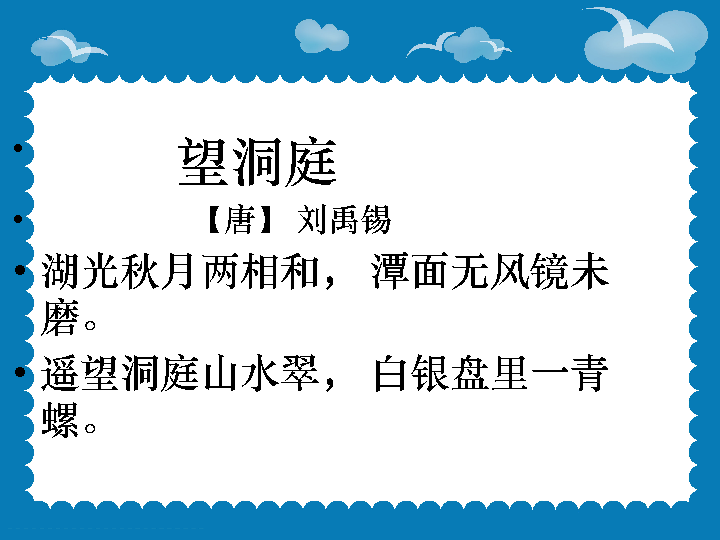 • 望洞庭
• 【唐】 刘禹锡
• 湖光秋月两相和， 潭面无风镜未
磨。
• 遥望洞庭山水翠， 白银盘里一青
螺。